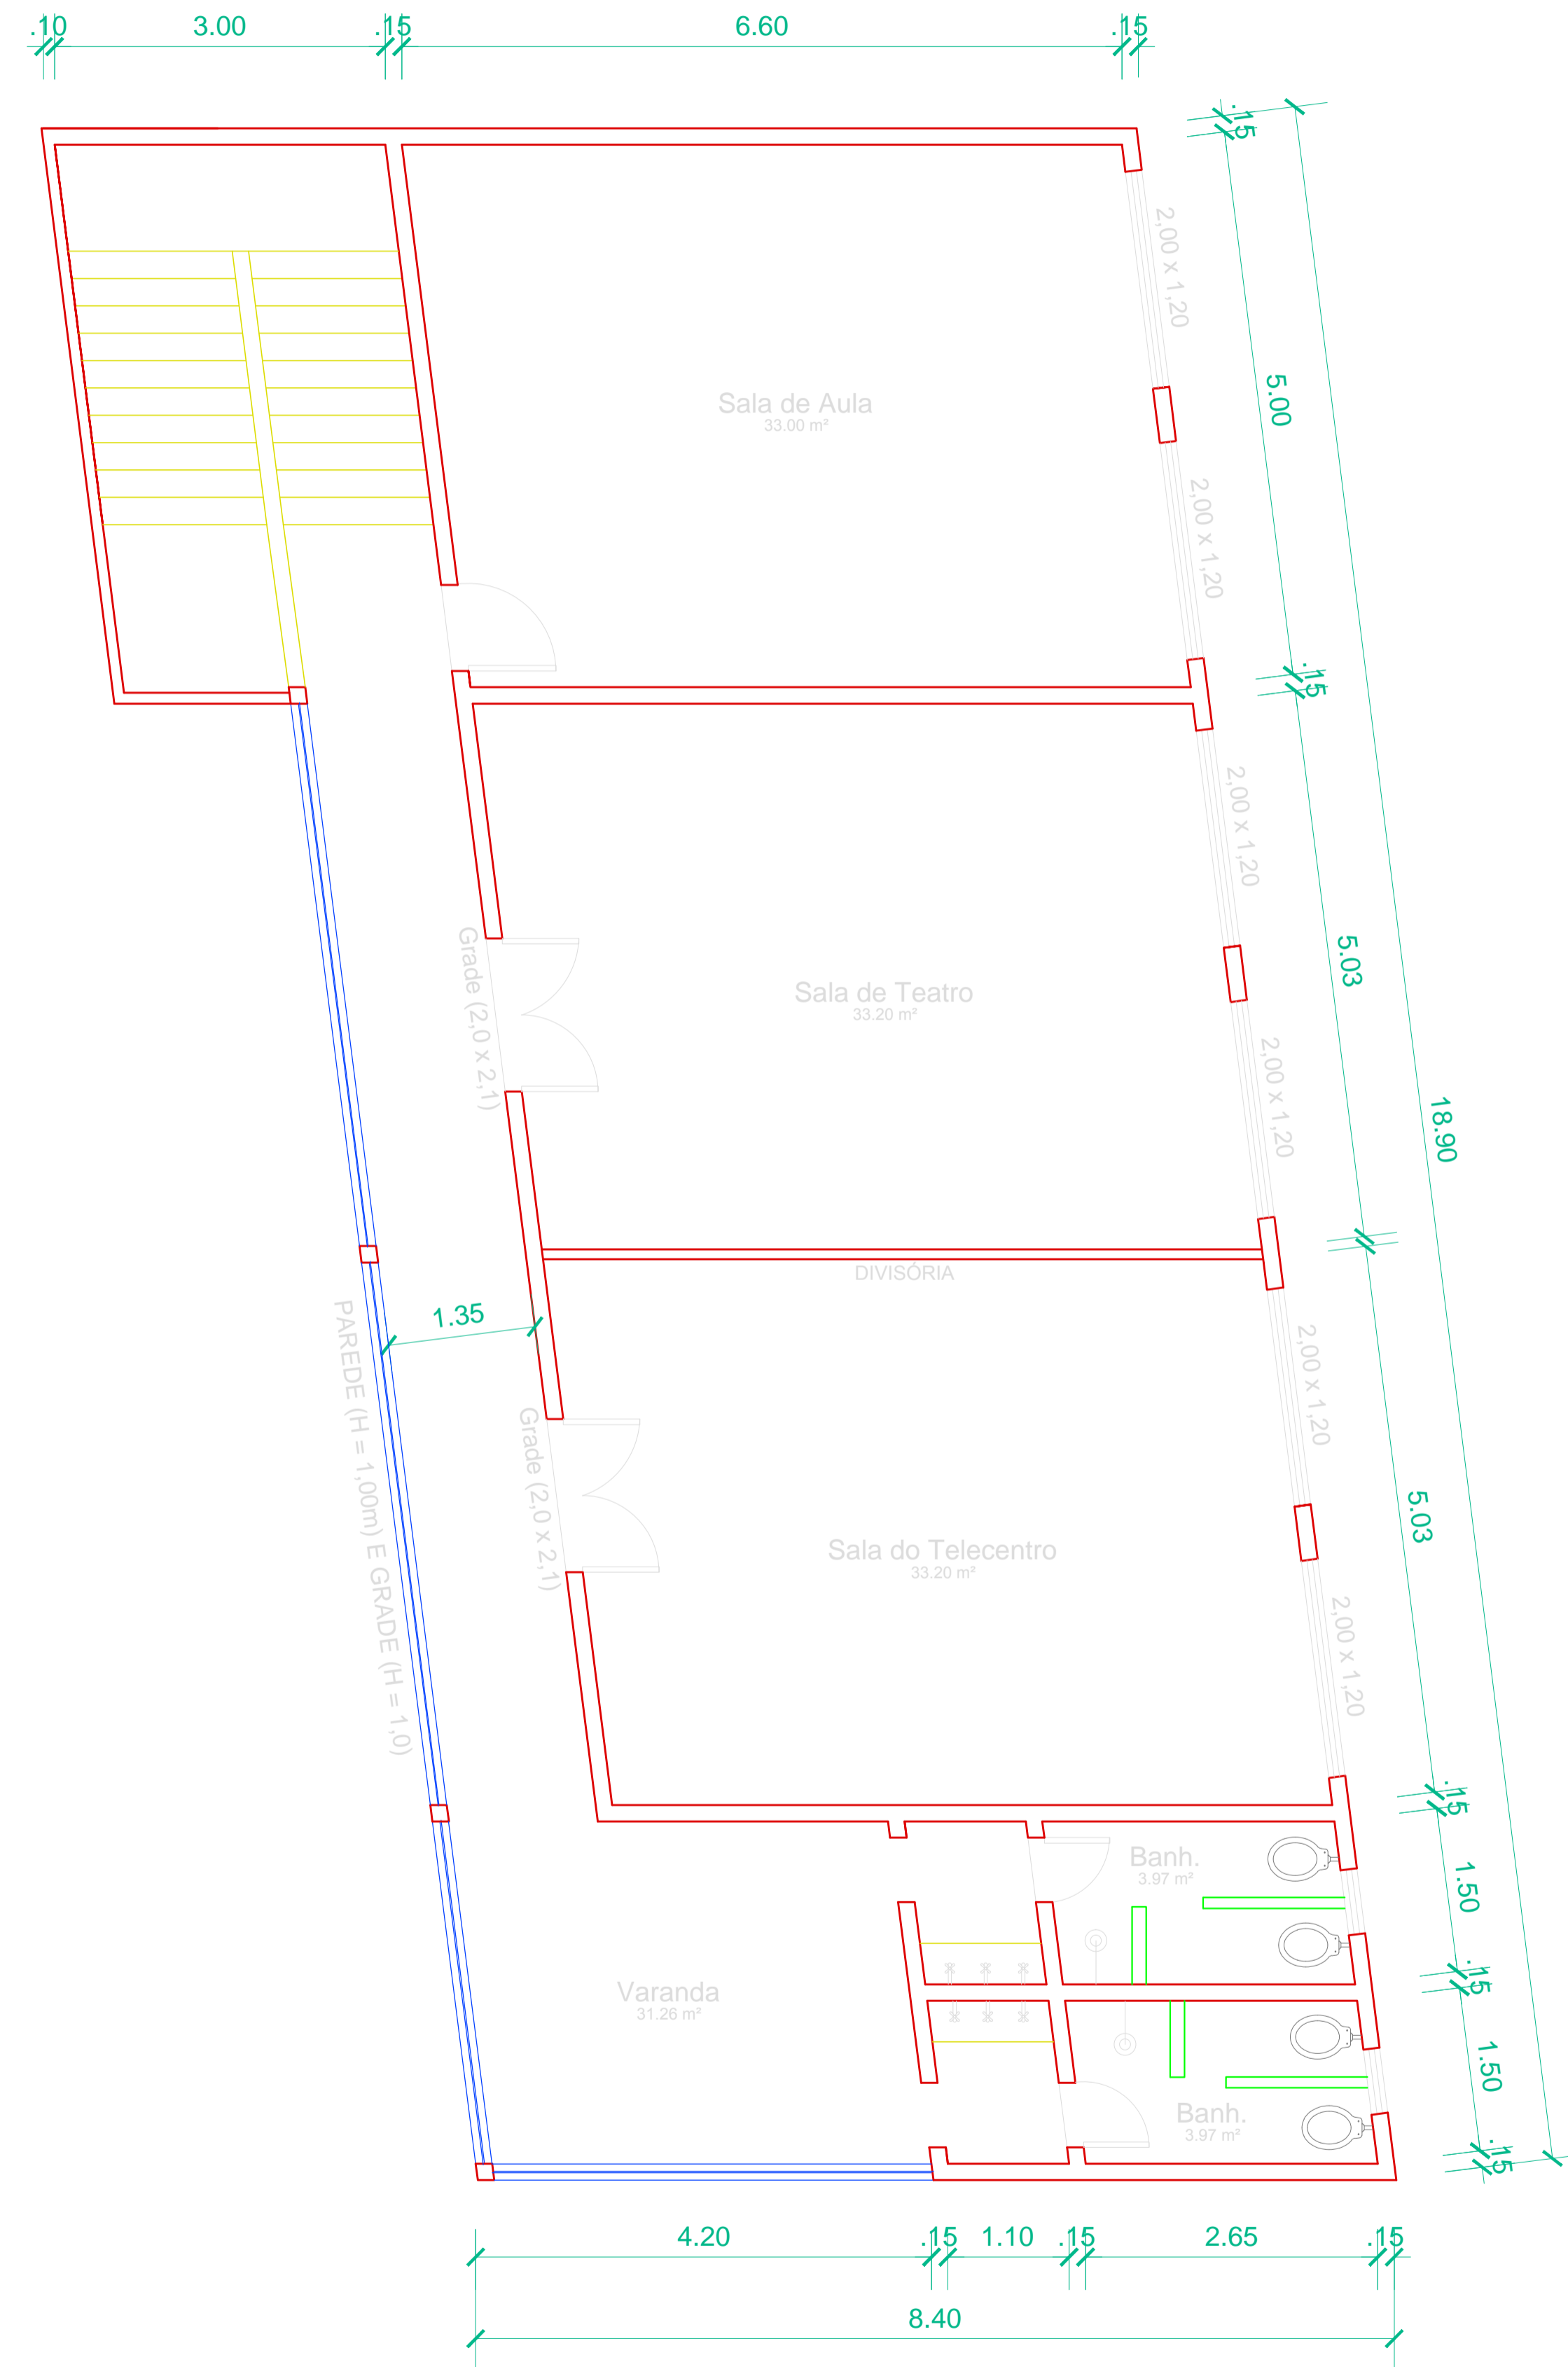 .10
3.00
.15
6.60
.15
.15
2,00 x 1,20
5.00
Sala de Aula
33.00 m²
2,00 x 1,20
.15
2,00 x 1,20
5.03
Grade (2,0 x 2,1)
Sala de Teatro
33.20 m²
2,00 x 1,20
18.90
DIVISÓRIA
1.35
PAREDE (H = 1,00m) E GRADE (H = 1,0)
2,00 x 1,20
Grade (2,0 x 2,1)
5.03
Sala do Telecentro
33.20 m²
2,00 x 1,20
.15
Banh.
3.97 m²
1.50
.15
Varanda
31.26 m²
1.50
Banh.
3.97 m²
.15
4.20
.15
1.10
.15
2.65
.15
8.40